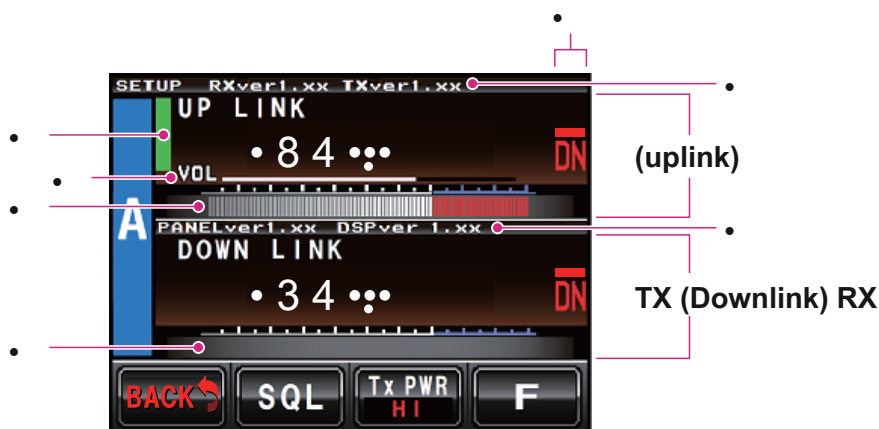 •
SETUP RXver1.xx TXver1.xx
•
UP LINK
•
• 84 •••
DN
(uplink)
•
VOL
•
A
PANELver1.xx DSPver 1.xx
•
DOWN LINK
• 34 •••
DN
TX (Downlink) RX
•
BACK SQL Tx PWR HI F